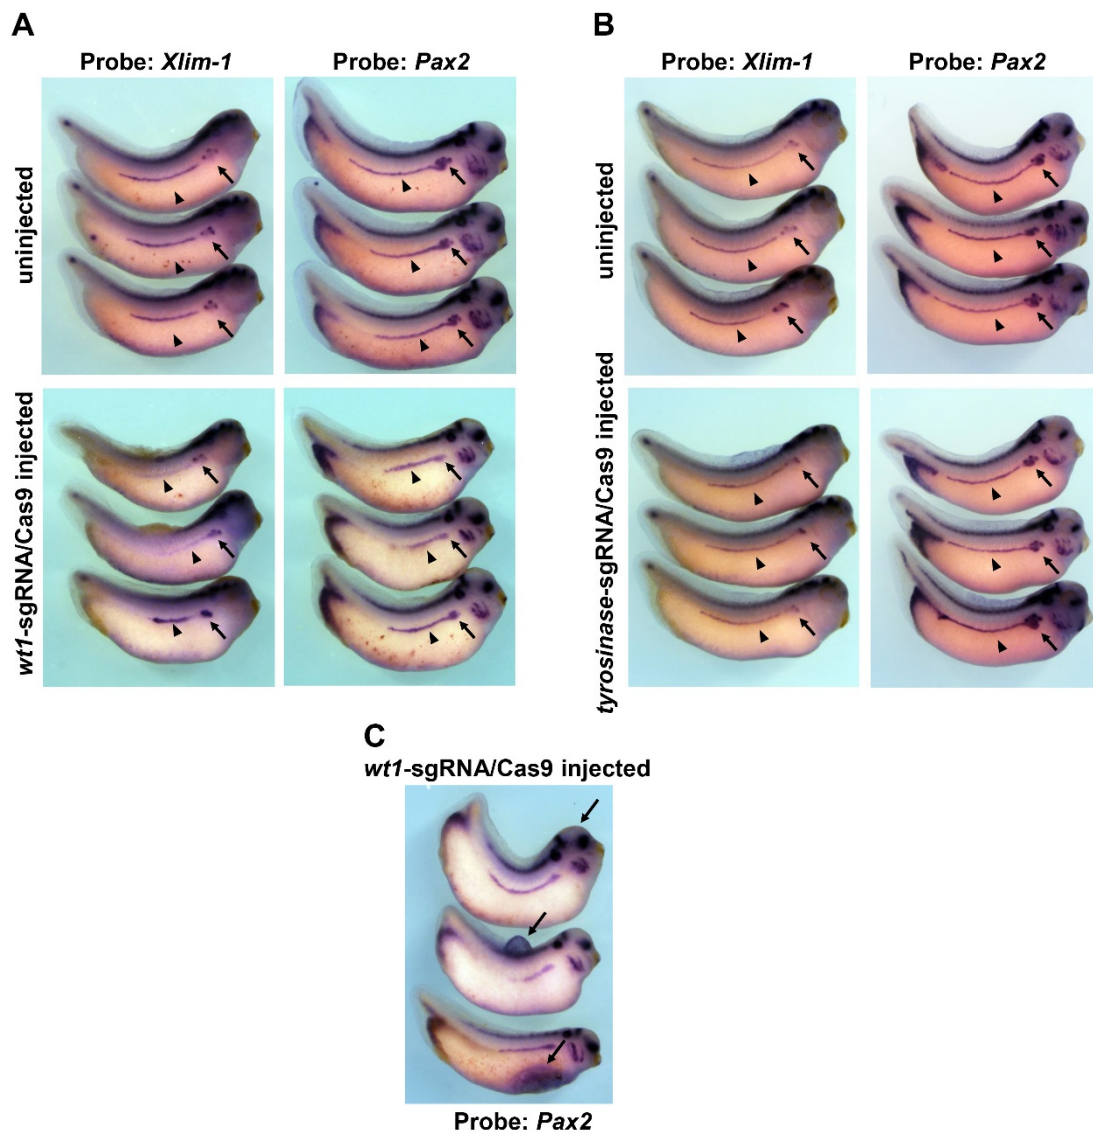 A
Probe: Xlim-1
Probe: Pax2
uninjected
wt1-sgRNA/Cas9 injected
B
Probe: Xlim-1
Probe: Pax2
uninjected
tyrosinase-sgRNA/Cas9 injected
C
wt1-sgRNA/Cas9 injected
Probe: Pax2